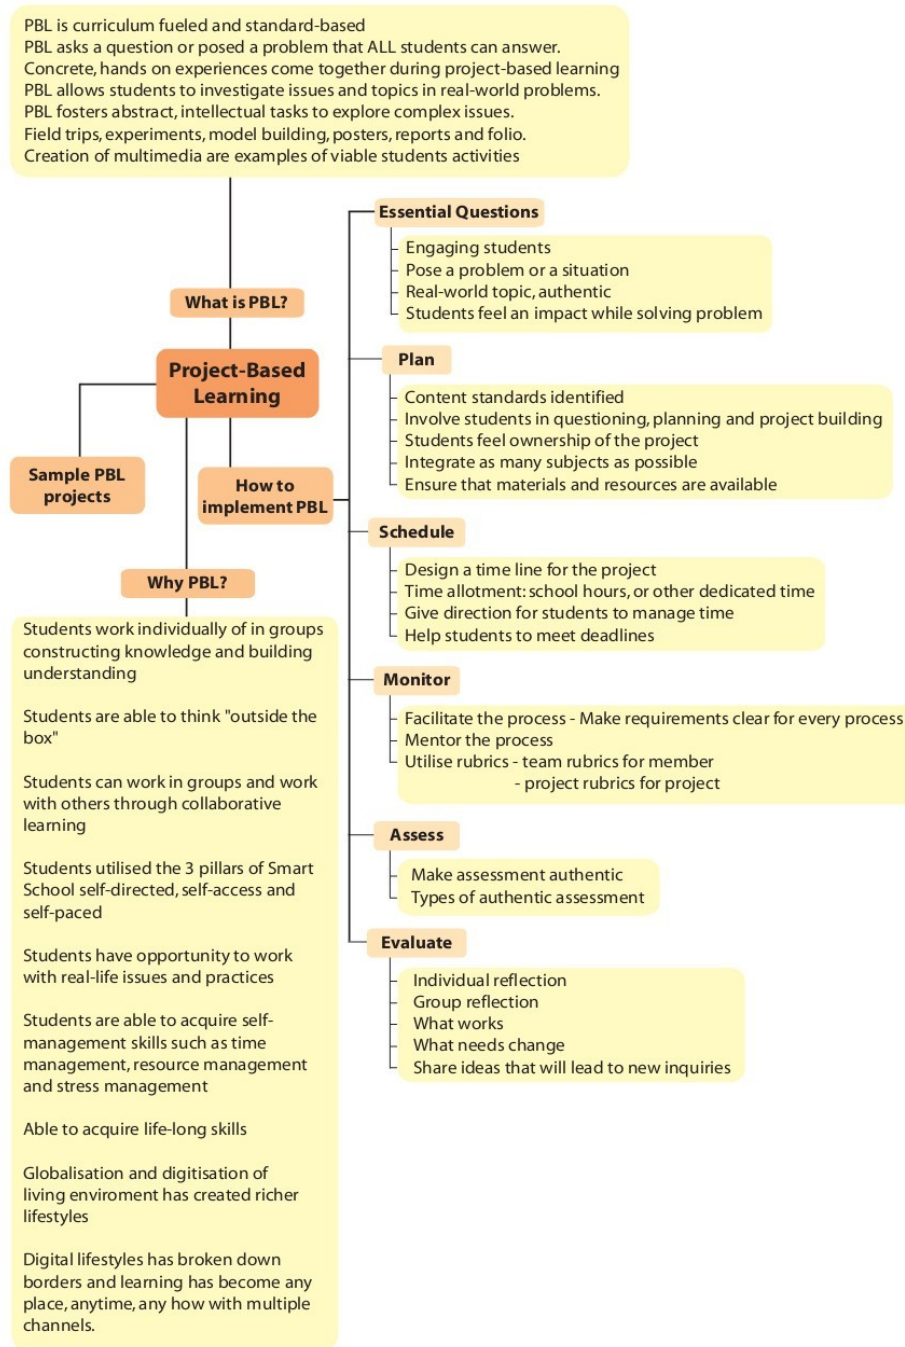 PBL is curriculum fueled and standard-based
PBL asks a question or posed a problem that ALL students can answer.
Concrete, hands on experiences come together during project-based learning
PBL allows students to investigate issues and topics in real-world problems.
PBL fosters abstract, intellectual tasks to explore complex issues.
Field trips, experiments, model building, posters, reports and folio.
Creation of multimedia are examples of viable students activities
What is PBL?
Project-Based
Learning
Sample PBL
projects
How to
implement PBL
Why PBL?
Students work individually of in groups
constructing knowledge and building
understanding
Students are able to think "outside the
box"
Students can work in groups and work
with others through collaborative
learning
Students utilised the 3 pillars of Smart
School self-directed, self-access and
self-paced
Students have opportunity to work
with real-life issues and practices
Students are able to acquire self-
management skills such as time
management, resource management
and stress management
Able to acquire life-long skills
Globalisation and digitisation of
living enviroment has created richer
lifestyles
Digital lifestyles has broken down
borders and learning has become any
place, anytime, any how with multiple
channels.
Essential Questions
Engaging students
Pose a problem or a situation
Real-world topic, authentic
Students feel an impact while solving problem
Plan
Content standards identified
Involve students in questioning, planning and project building
Students feel ownership of the project
Integrate as many subjects as possible
Ensure that materials and resources are available
Schedule
Design a time line for the project
Time allotment: school hours, or other dedicated time
Give direction for students to manage time
Help students to meet deadlines
Monitor
Facilitate the process - Make requirements clear for every process
Mentor the process
Utilise rubrics - team rubrics for member
- project rubrics for project
Assess
Make assessment authentic
Types of authentic assessment
Evaluate
Individual reflection
Group reflection
What works
What needs change
Share ideas that will lead to new inquiries